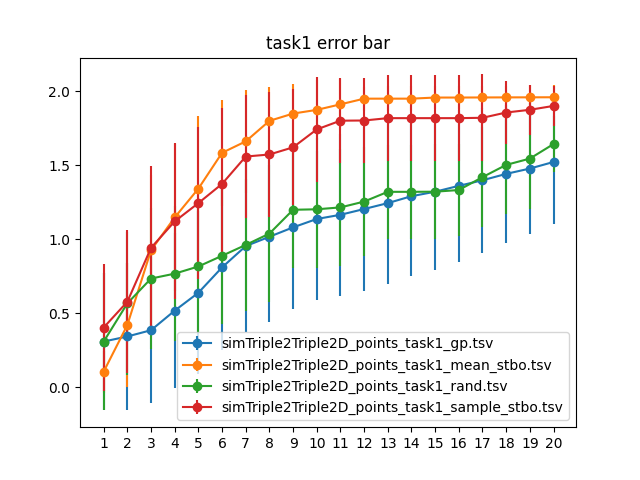 task1 error bar
2.0
1.5
1.0
0.5
0.0
simTriple2Triple2D_points_task1_gp.tsv
simTriple2Triple2D_points_task1_mean_stbo.tsv
simTriple2Triple2D_points_task1_rand.tsv
simTriple2Triple2D_points_task1_sample_stbo.tsv
1 2 3 4 5 6 7 8 9 10 11 12 13 14 15 16 17 18 19 20